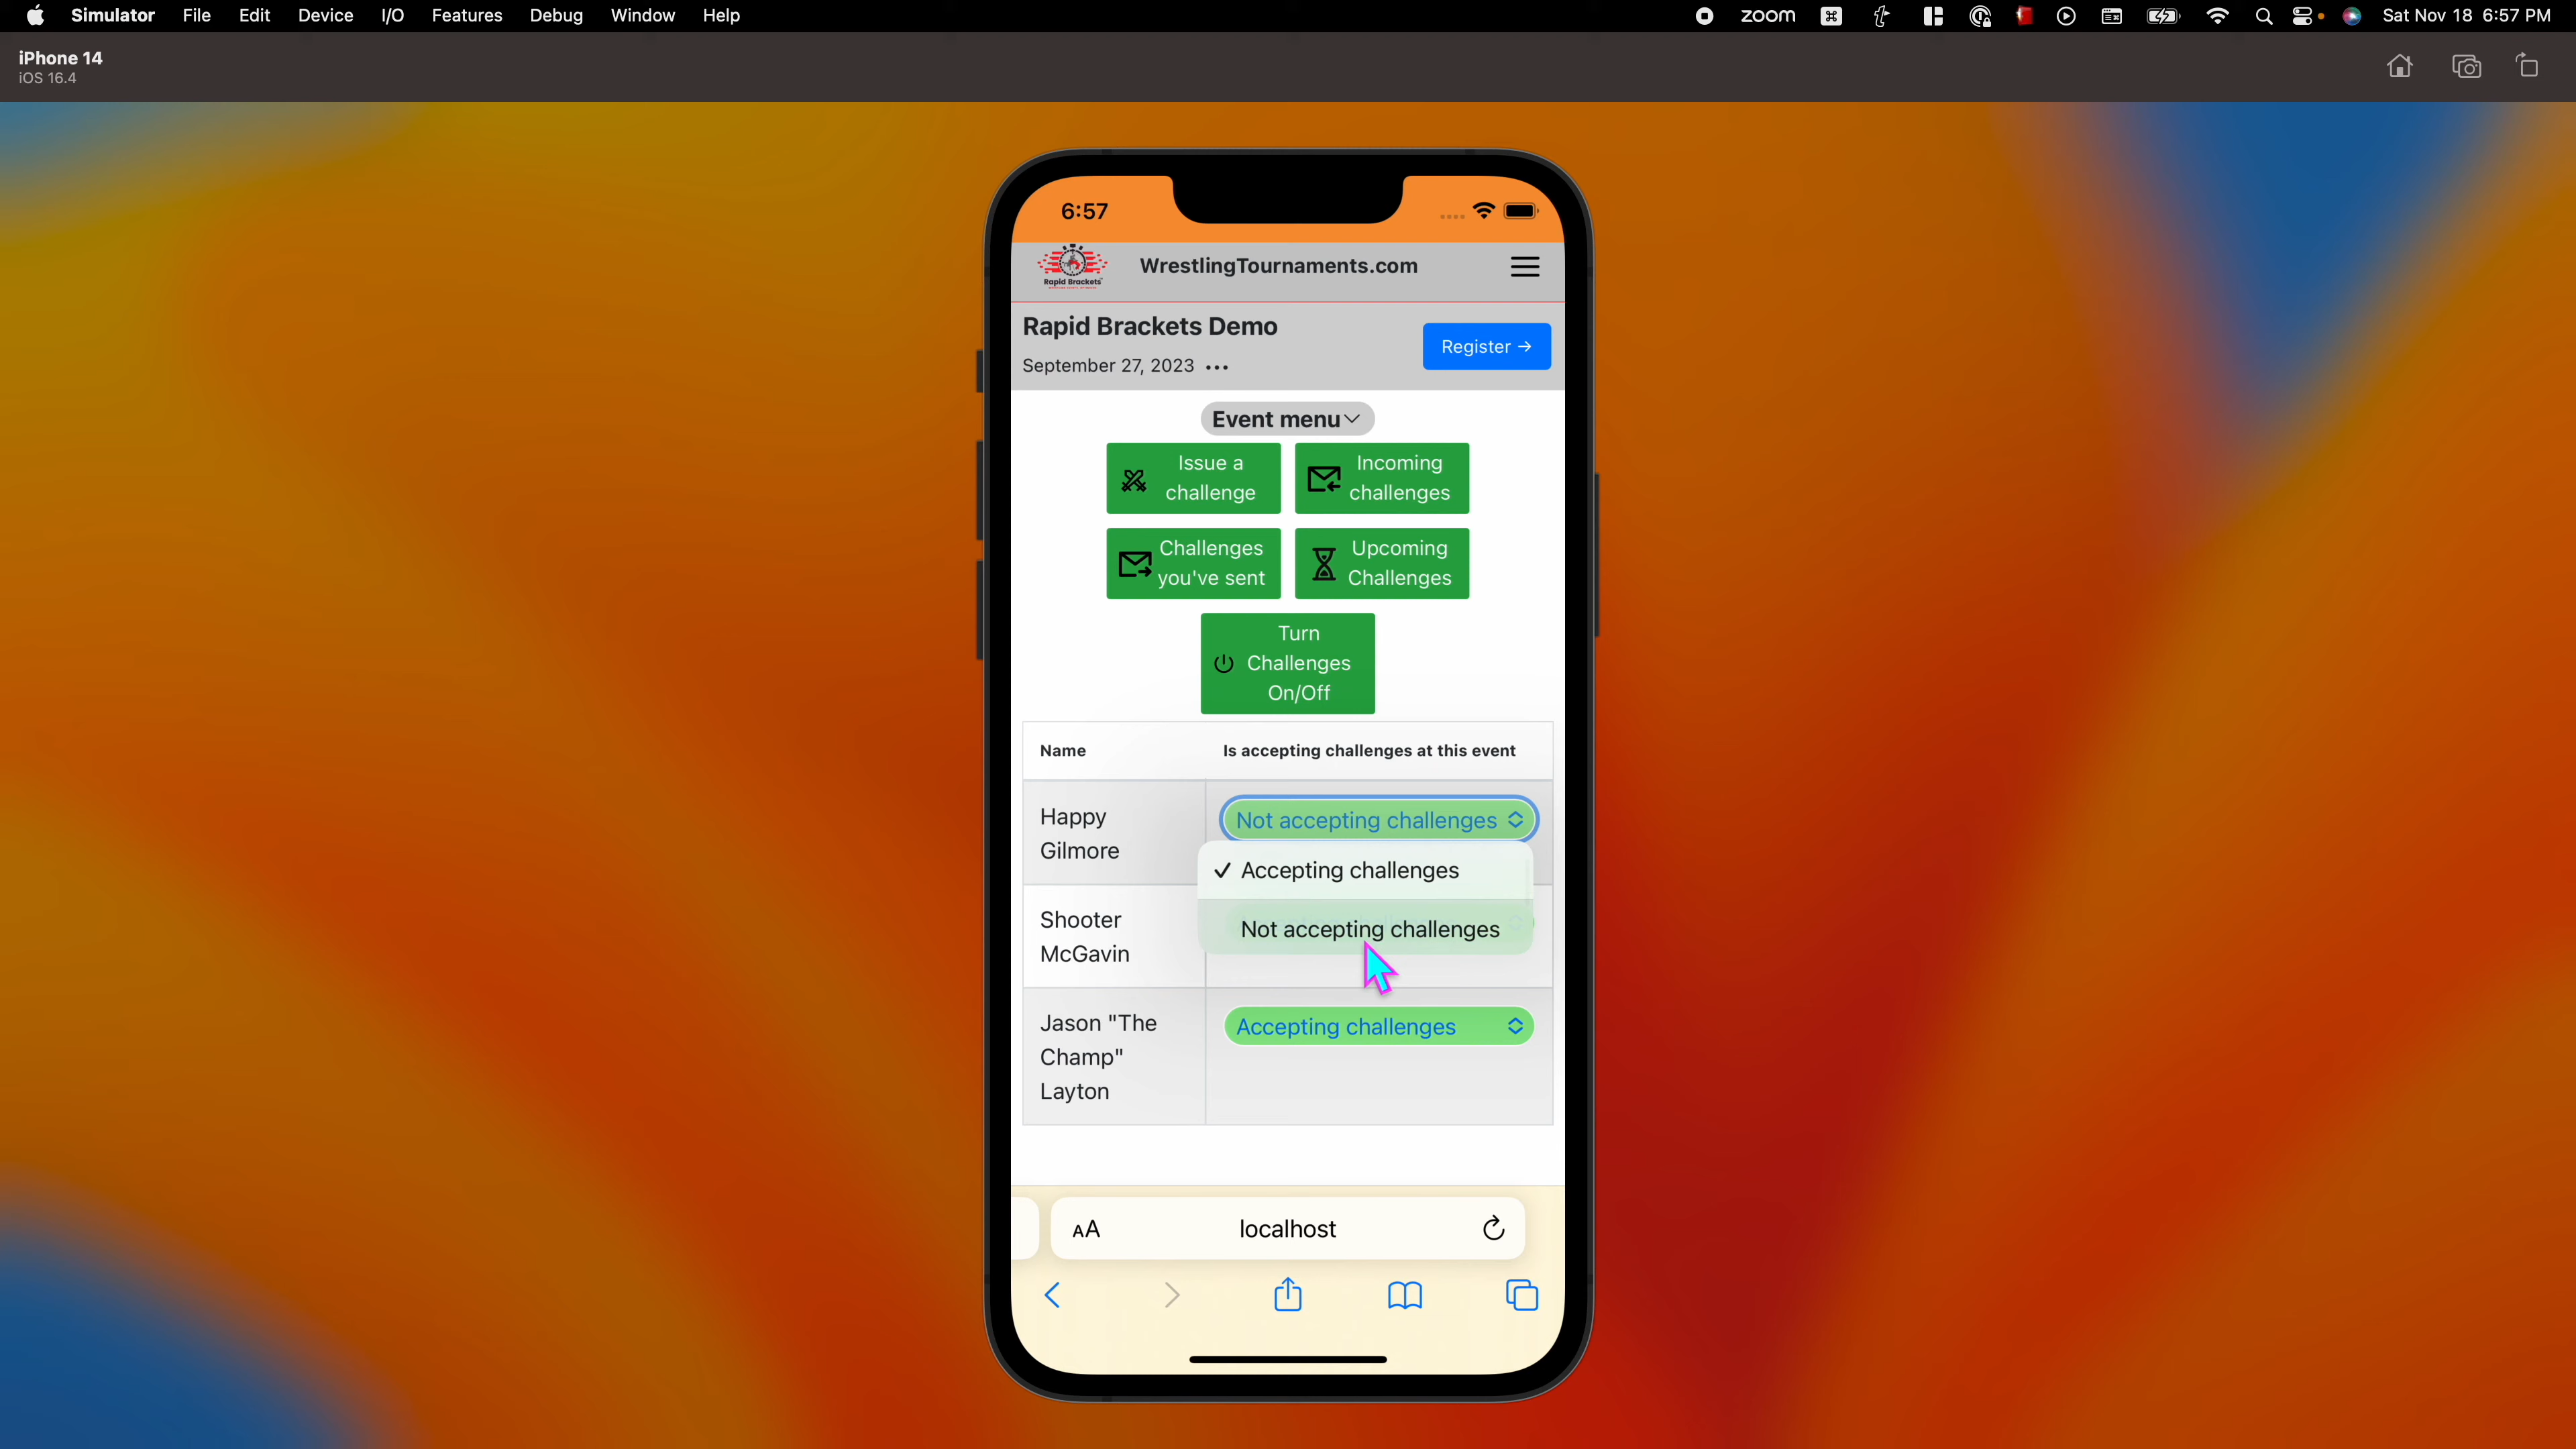 Simulator File Edit Device I/O Features Debug Window Help zoom Sat Nov 18 6:57 PM
iPhone 14
iOS 16.4
6:57
Rapid Brackets
WrestlingTournaments.com
Rapid Brackets Demo
September 27, 2023 •••
Register →
Event menu
Issue a
challenge
Incoming
challenges
Challenges
you've sent
Upcoming
Challenges
Turn
Challenges
On/Off
Name Is accepting challenges at this event
Happy
Gilmore
Not accepting challenges
✓ Accepting challenges
Not accepting challenges
Shooter
McGavin
Jason "The
Champ"
Layton
Accepting challenges
AA localhost